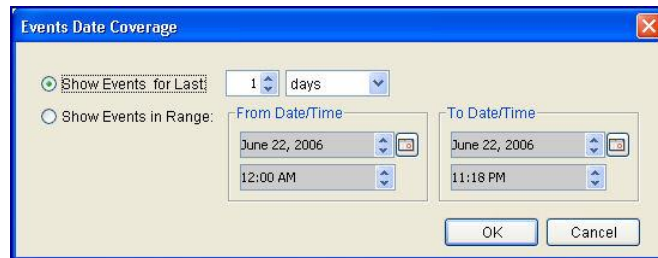 Events Date Coverage
Show Events for Last: 1 days
Show Events in Range:
From Date/Time
June 22, 2006
12:00 AM
To Date/Time
June 22, 2006
11:18 PM
OK Cancel